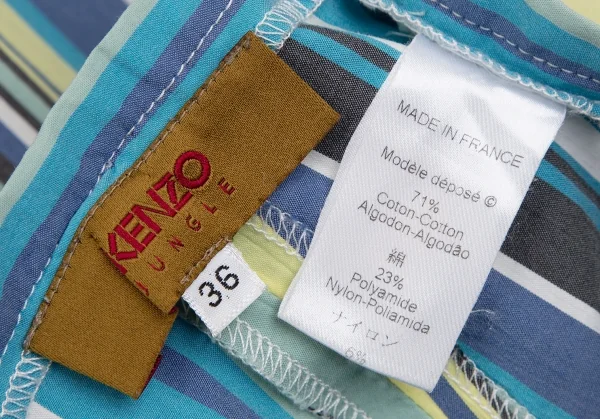 KENZO
JUNGLE
36
MADE IN FRANCE
Modèle déposé ©
71%
Coton-Cotton
Algodon-Algodão
綿
23%
Polyamide
Nylon-Poliamida
ナイロン
6%